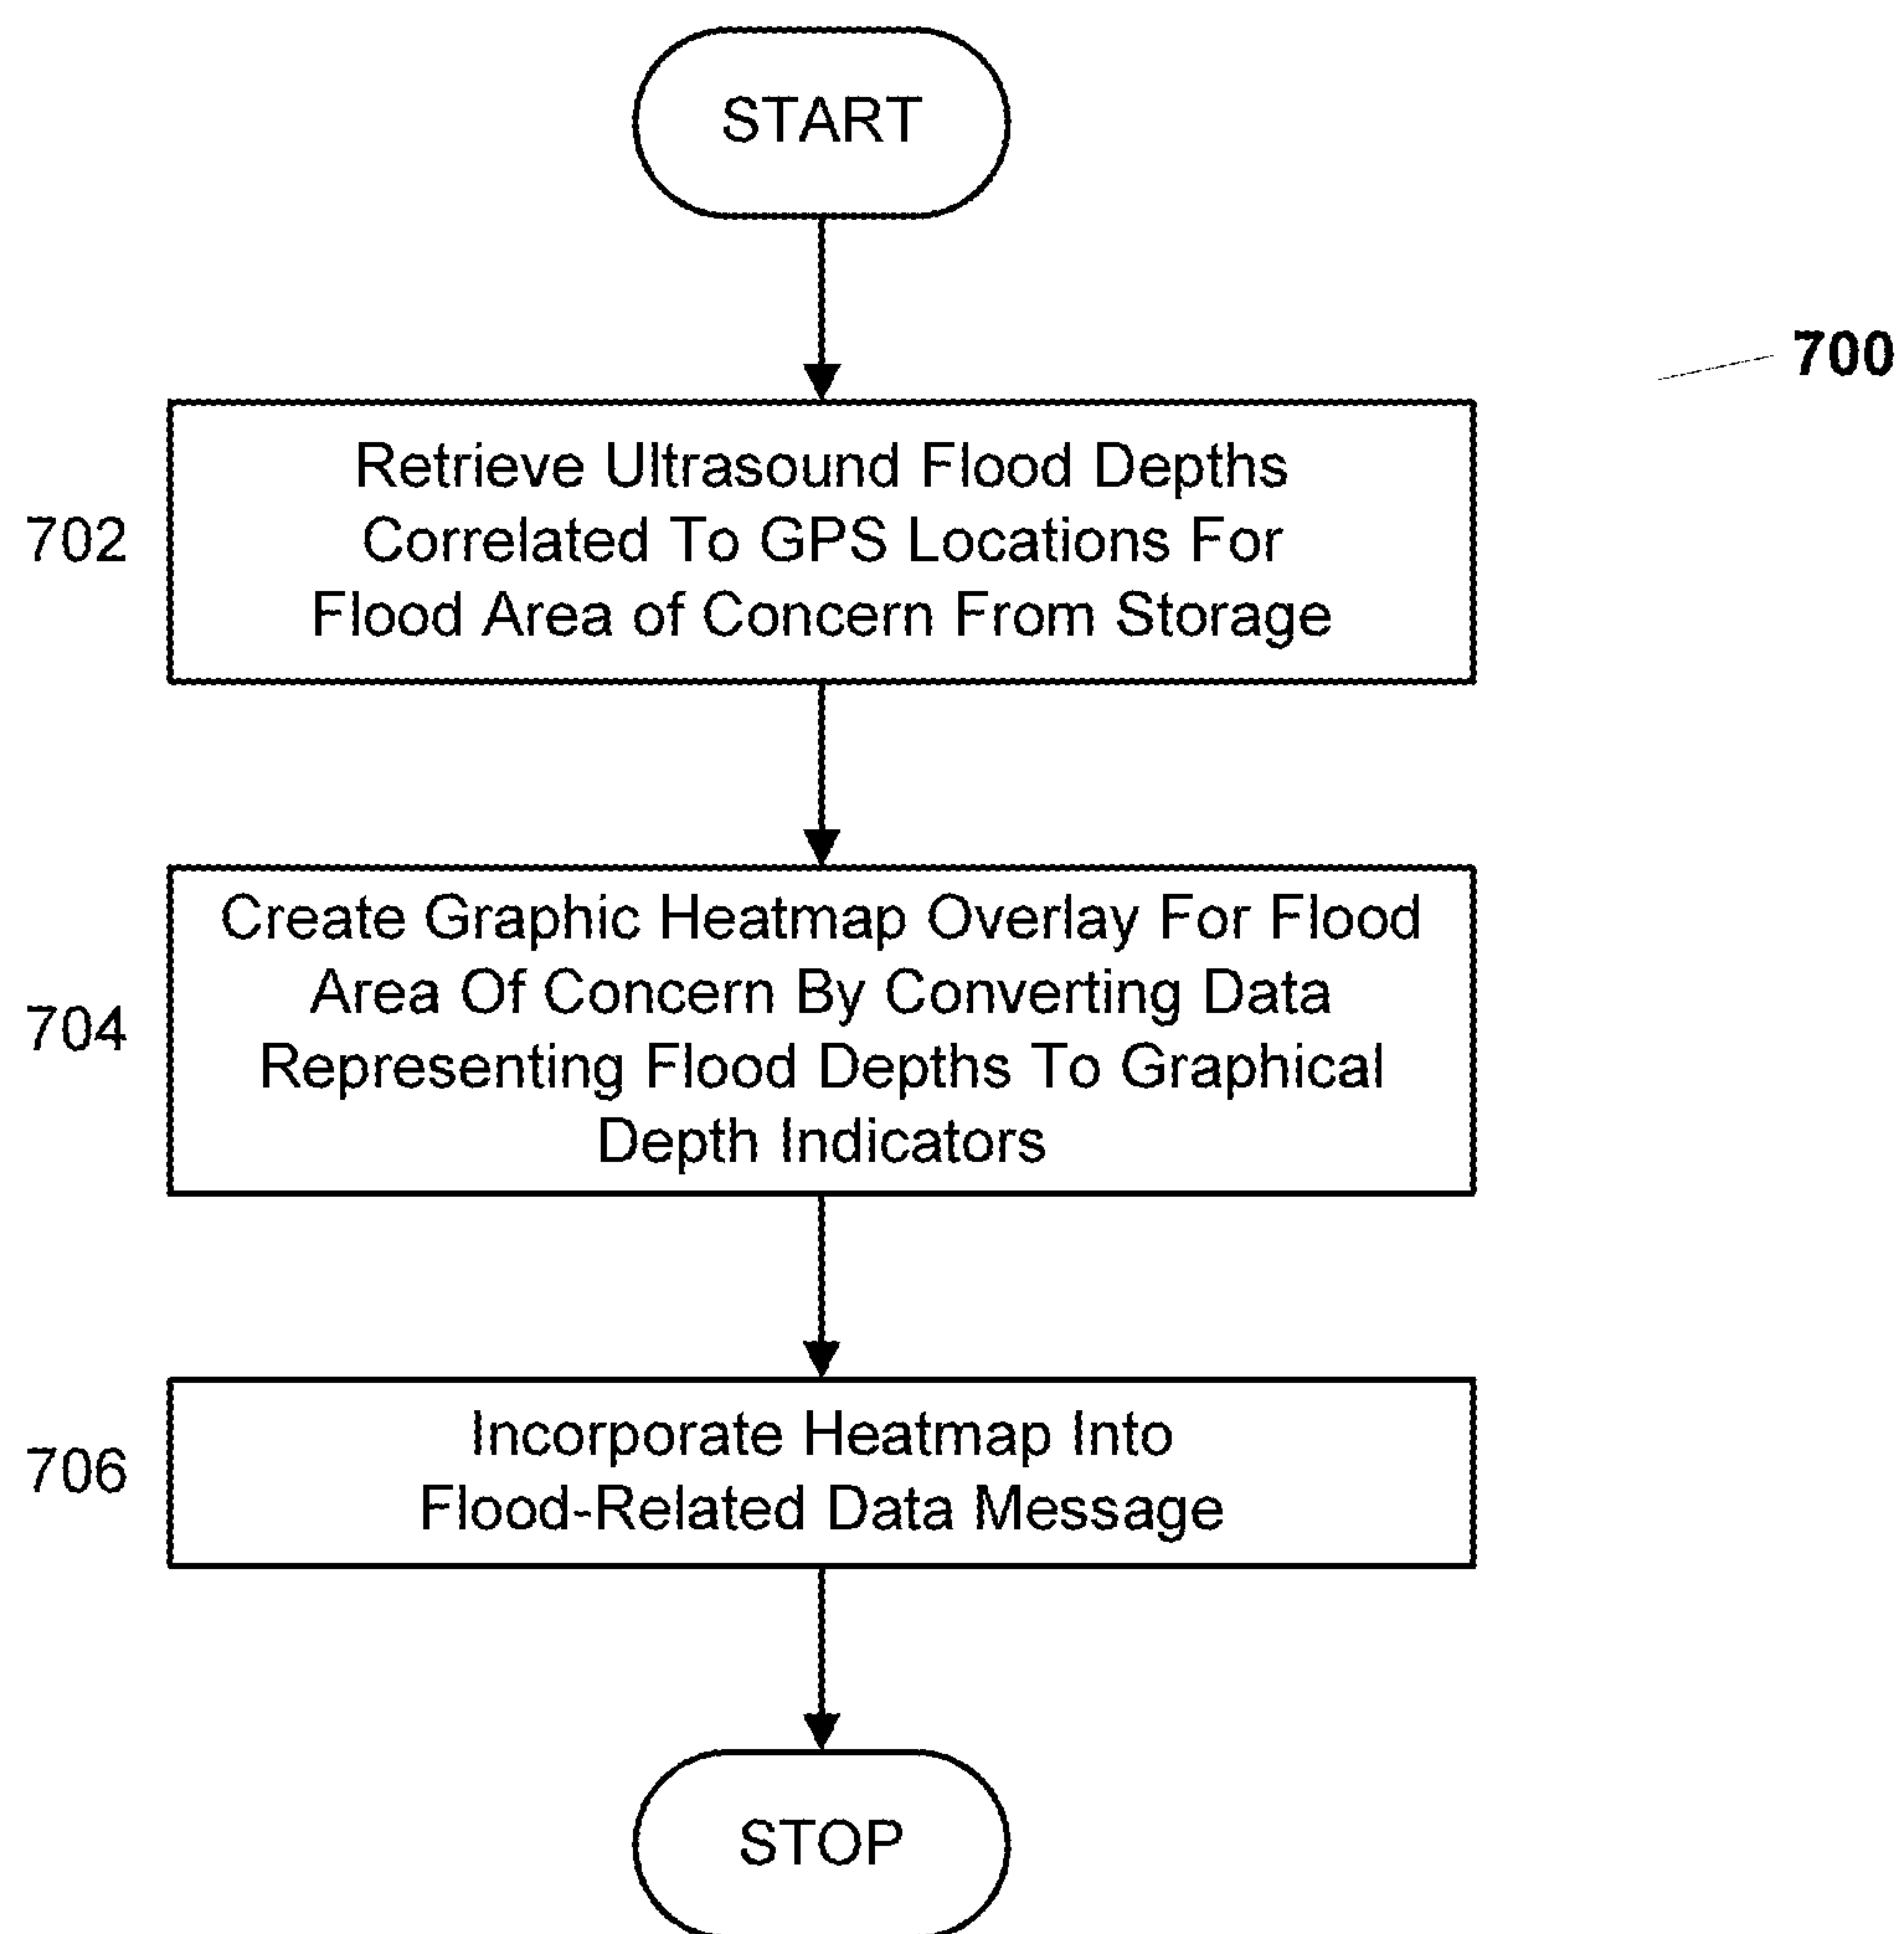 START
700
702
Retrieve Ultrasound Flood Depths
Correlated To GPS Locations For
Flood Area of Concern From Storage
704
Create Graphic Heatmap Overlay For Flood
Area Of Concern By Converting Data
Representing Flood Depths To Graphical
Depth Indicators
706
Incorporate Heatmap Into
Flood-Related Data Message
STOP